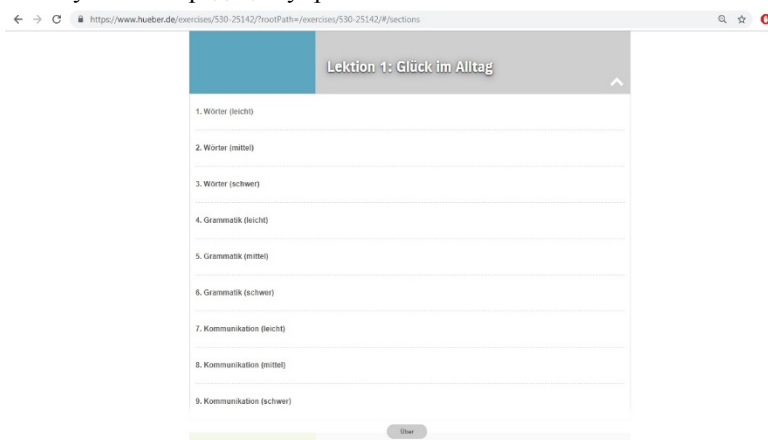 https://www.hueber.de/exercises/530-25142/?rootPath=/exercises/530-25142/#/sections
Lektion 1: Glück im Alltag
1. Wörter (leicht)
2. Wörter (mittel)
3. Wörter (schwer)
4. Grammatik (leicht)
5. Grammatik (mittel)
6. Grammatik (schwer)
7. Kommunikation (leicht)
8. Kommunikation (mittel)
9. Kommunikation (schwer)
Über